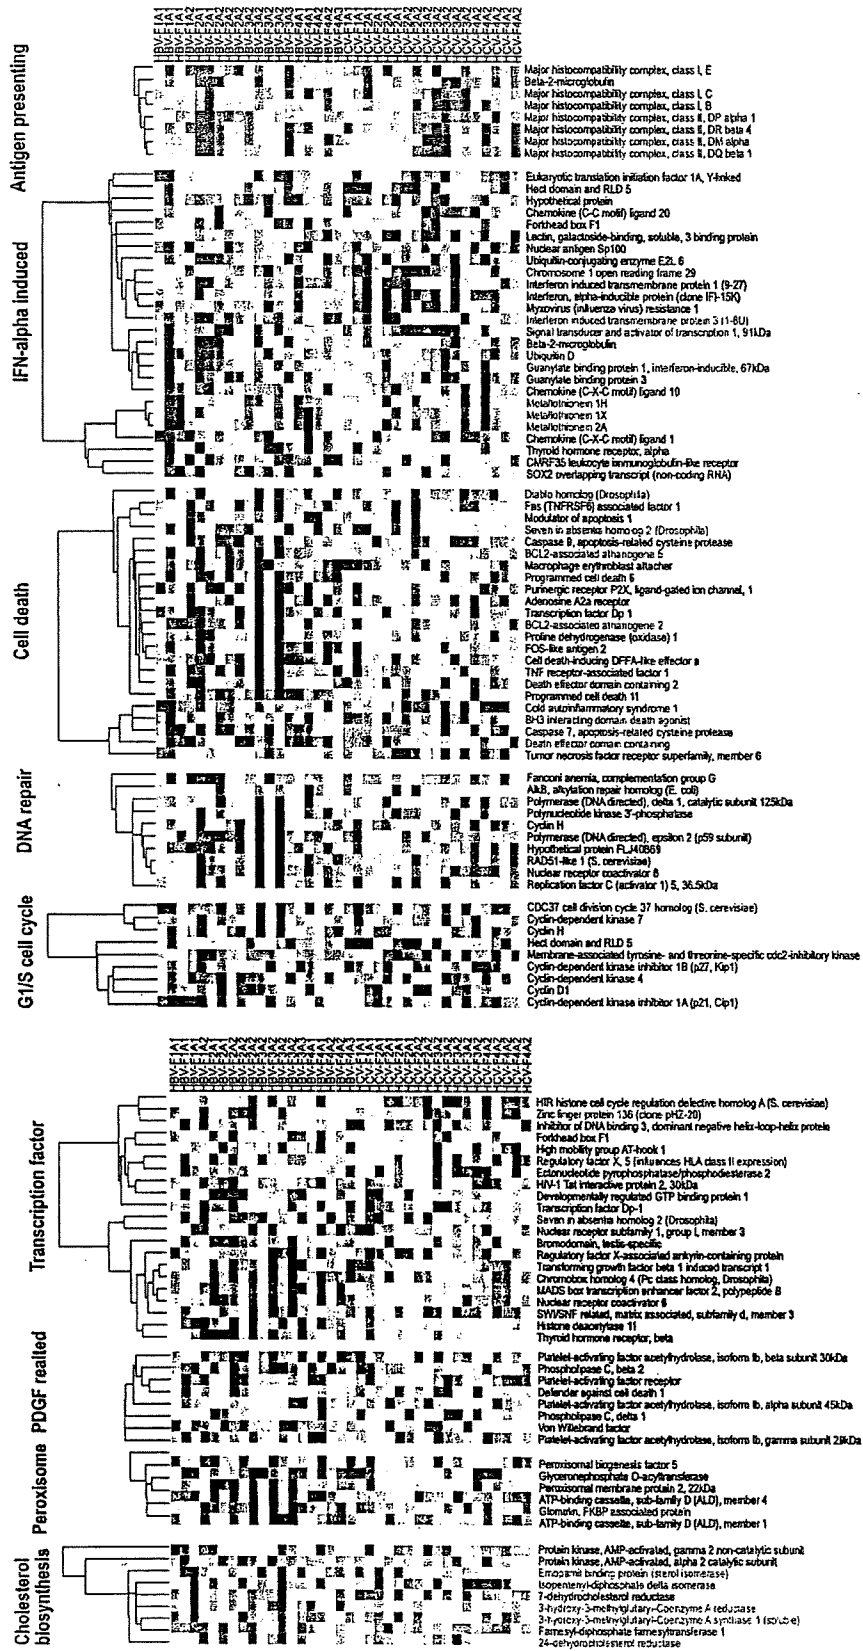 Antigen presenting
Major histocompatibility complex, class I, E
Beta-2-microglobulin
Major histocompatibility complex, class I, C
Major histocompatibility complex, class I, B
Major histocompatibility complex, class II, DP alpha 1
Major histocompatibility complex, class II, DR beta 4
Major histocompatibility complex, class II, DM alpha
Major histocompatibility complex, class II, DQ beta 1
IFN-alpha induced
Eukaryotic translation initiation factor 1A, Y-linked
Hect domain and RLD 5
Hypothetical protein
Chemokine (C-C motif) ligand 20
Forkhead box F1
Lectin, galactoside-binding, soluble, 3 binding protein
Nuclear antigen Sp100
Ubiquitin-conjugating enzyme E2L 6
Chromosome 1 open reading frame 29
Interferon induced transmembrane protein 1 (9-27)
Interferon, alpha-inducible protein (clone IFI-15K)
Myxovirus (influenza virus) resistance 1
Interferon induced transmembrane protein 3 (1-8U)
Signal transducer and activator of transcription 1, 91kDa
Beta-2-microglobulin
Ubiquitin D
Guanylate binding protein 1, interferon-inducible, 67kDa
Guanylate binding protein 3
Chemokine (C-X-C motif) ligand 10
Metallothionein 1H
Metallothionein 1X
Metallothionein 2A
Chemokine (C-X-C motif) ligand 1
Thyroid hormone receptor, alpha
CMRF35 leukocyte immunoglobulin-like receptor
SOX2 overlapping transcript (non-coding RNA)
Cell death
Diablo homolog (Drosophila)
Fas (TNFRSF6) associated factor 1
Modulator of apoptosis 1
Seven in absentia homolog 2 (Drosophila)
Caspase 9, apoptosis-related cysteine protease
BCL2-associated athanogene 5
Macrophage erythroblast attacher
Programmed cell death 6
Purinergic receptor P2X, ligand-gated ion channel, 1
Adenosine A2a receptor
Transcription factor Dp 1
BCL2-associated athanogene 2
Proline dehydrogenase (oxidase) 1
FOS-like antigen 2
Cell death-inducing DFFA-like effector a
TNF receptor-associated factor 1
Death effector domain containing 2
Programmed cell death 11
Cold autoinflammatory syndrome 1
BH3 interacting domain death agonist
Caspase 7, apoptosis-related cysteine protease
Death effector domain containing
Tumor necrosis factor receptor superfamily, member 6
DNA repair
Fanconi anemia, complementation group G
AlkB, alkylation repair homolog (E. coli)
Polymerase (DNA directed), delta 1, catalytic subunit 125kDa
Polynucleotide kinase 3'-phosphatase
Cyclin H
Polymerase (DNA directed), epsilon 2 (p59 subunit)
Hypothetical protein FLJ40869
RAD51-like 1 (S. cerevisiae)
Nuclear receptor coactivator 6
Replication factor C (activator 1) 5, 36.5kDa
G1/S cell cycle
CDC37 cell division cycle 37 homolog (S. cerevisiae)
Cyclin-dependent kinase 7
Cyclin H
Hect domain and RLD 5
Membrane-associated tyrosine- and threonine-specific cdc2-inhibitory kinase
Cyclin-dependent kinase inhibitor 1B (p27, Kip1)
Cyclin-dependent kinase 4
Cyclin D1
Cyclin-dependent kinase inhibitor 1A (p21, Cip1)
Transcription factor
HIR histone cell cycle regulation defective homolog A (S. cerevisiae)
Zinc finger protein 136 (clone pHZ-20)
Inhibitor of DNA binding 3, dominant negative helix-loop-helix protein
Forkhead box F1
High mobility group AT-hook 1
Regulatory factor X, 5 (influences HLA class II expression)
Ectonucleotide pyrophosphatase/phosphodiesterase 2
HIV-1 Tat interactive protein 2, 30kDa
Developmentally regulated GTP binding protein 1
Transcription factor Dp-1
Seven in absentia homolog 2 (Drosophila)
Nuclear receptor subfamily 1, group I, member 3
Bromodomain, testis-specific
Regulatory factor X-associated ankyrin-containing protein
Transforming growth factor beta 1 induced transcript 1
Chromobox homolog 4 (Pc class homolog, Drosophila)
MADS box transcription enhancer factor 2, polypeptide B
Nuclear receptor coactivator 6
SWI/SNF related, matrix associated, subfamily d, member 3
Histone deacetylase 11
Thyroid hormone receptor, beta
PDGF realted
Platelet-activating factor acetylhydrolase, isoform Ib, beta subunit 30kDa
Phospholipase C, beta 2
Platelet-activating factor receptor
Defender against cell death 1
Platelet-activating factor acetylhydrolase, isoform Ib, alpha subunit 45kDa
Phospholipase C, delta 1
Von Willebrand factor
Platelet-activating factor acetylhydrolase, isoform Ib, gamma subunit 29kDa
Peroxisome
Peroxisomal biogenesis factor 5
Glyceronephosphate O-acyltransferase
Peroxisomal membrane protein 2, 22kDa
ATP-binding cassette, sub-family D (ALD), member 4
Glomulin, FKBP associated protein
ATP-binding cassette, sub-family D (ALD), member 1
Cholesterol
biosynthesis
Protein kinase, AMP-activated, gamma 2 non-catalytic subunit
Protein kinase, AMP-activated, alpha 2 catalytic subunit
Emopamil binding protein (sterol isomerase)
Isopentenyl-diphosphate delta isomerase
7-dehydrocholesterol reductase
3-hydroxy-3-methylglutaryl-Coenzyme A reductase
3-hydroxy-3-methylglutaryl-Coenzyme A synthase 1 (soluble)
Farnesyl-diphosphate farnesyltransferase 1
24-dehydrocholesterol reductase